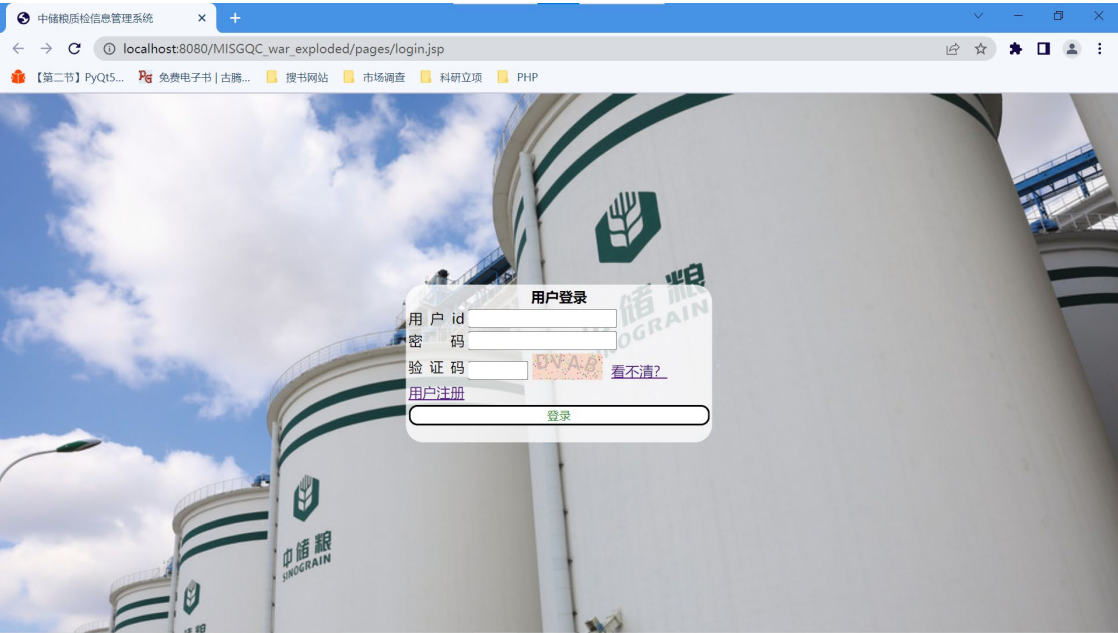 中储粮质检信息管理系统
localhost:8080/MISGQC_war_exploded/pages/login.jsp
【第二节】PyQt5... 免费电子书 | 古腾... 搜书网站 市场调查 科研立项 PHP
用户登录
用 户 id
密 码
验 证 码 DVAB 看不清？
用户注册
登录
储 粮
NOGRAIN
中储粮
SINOGRAIN